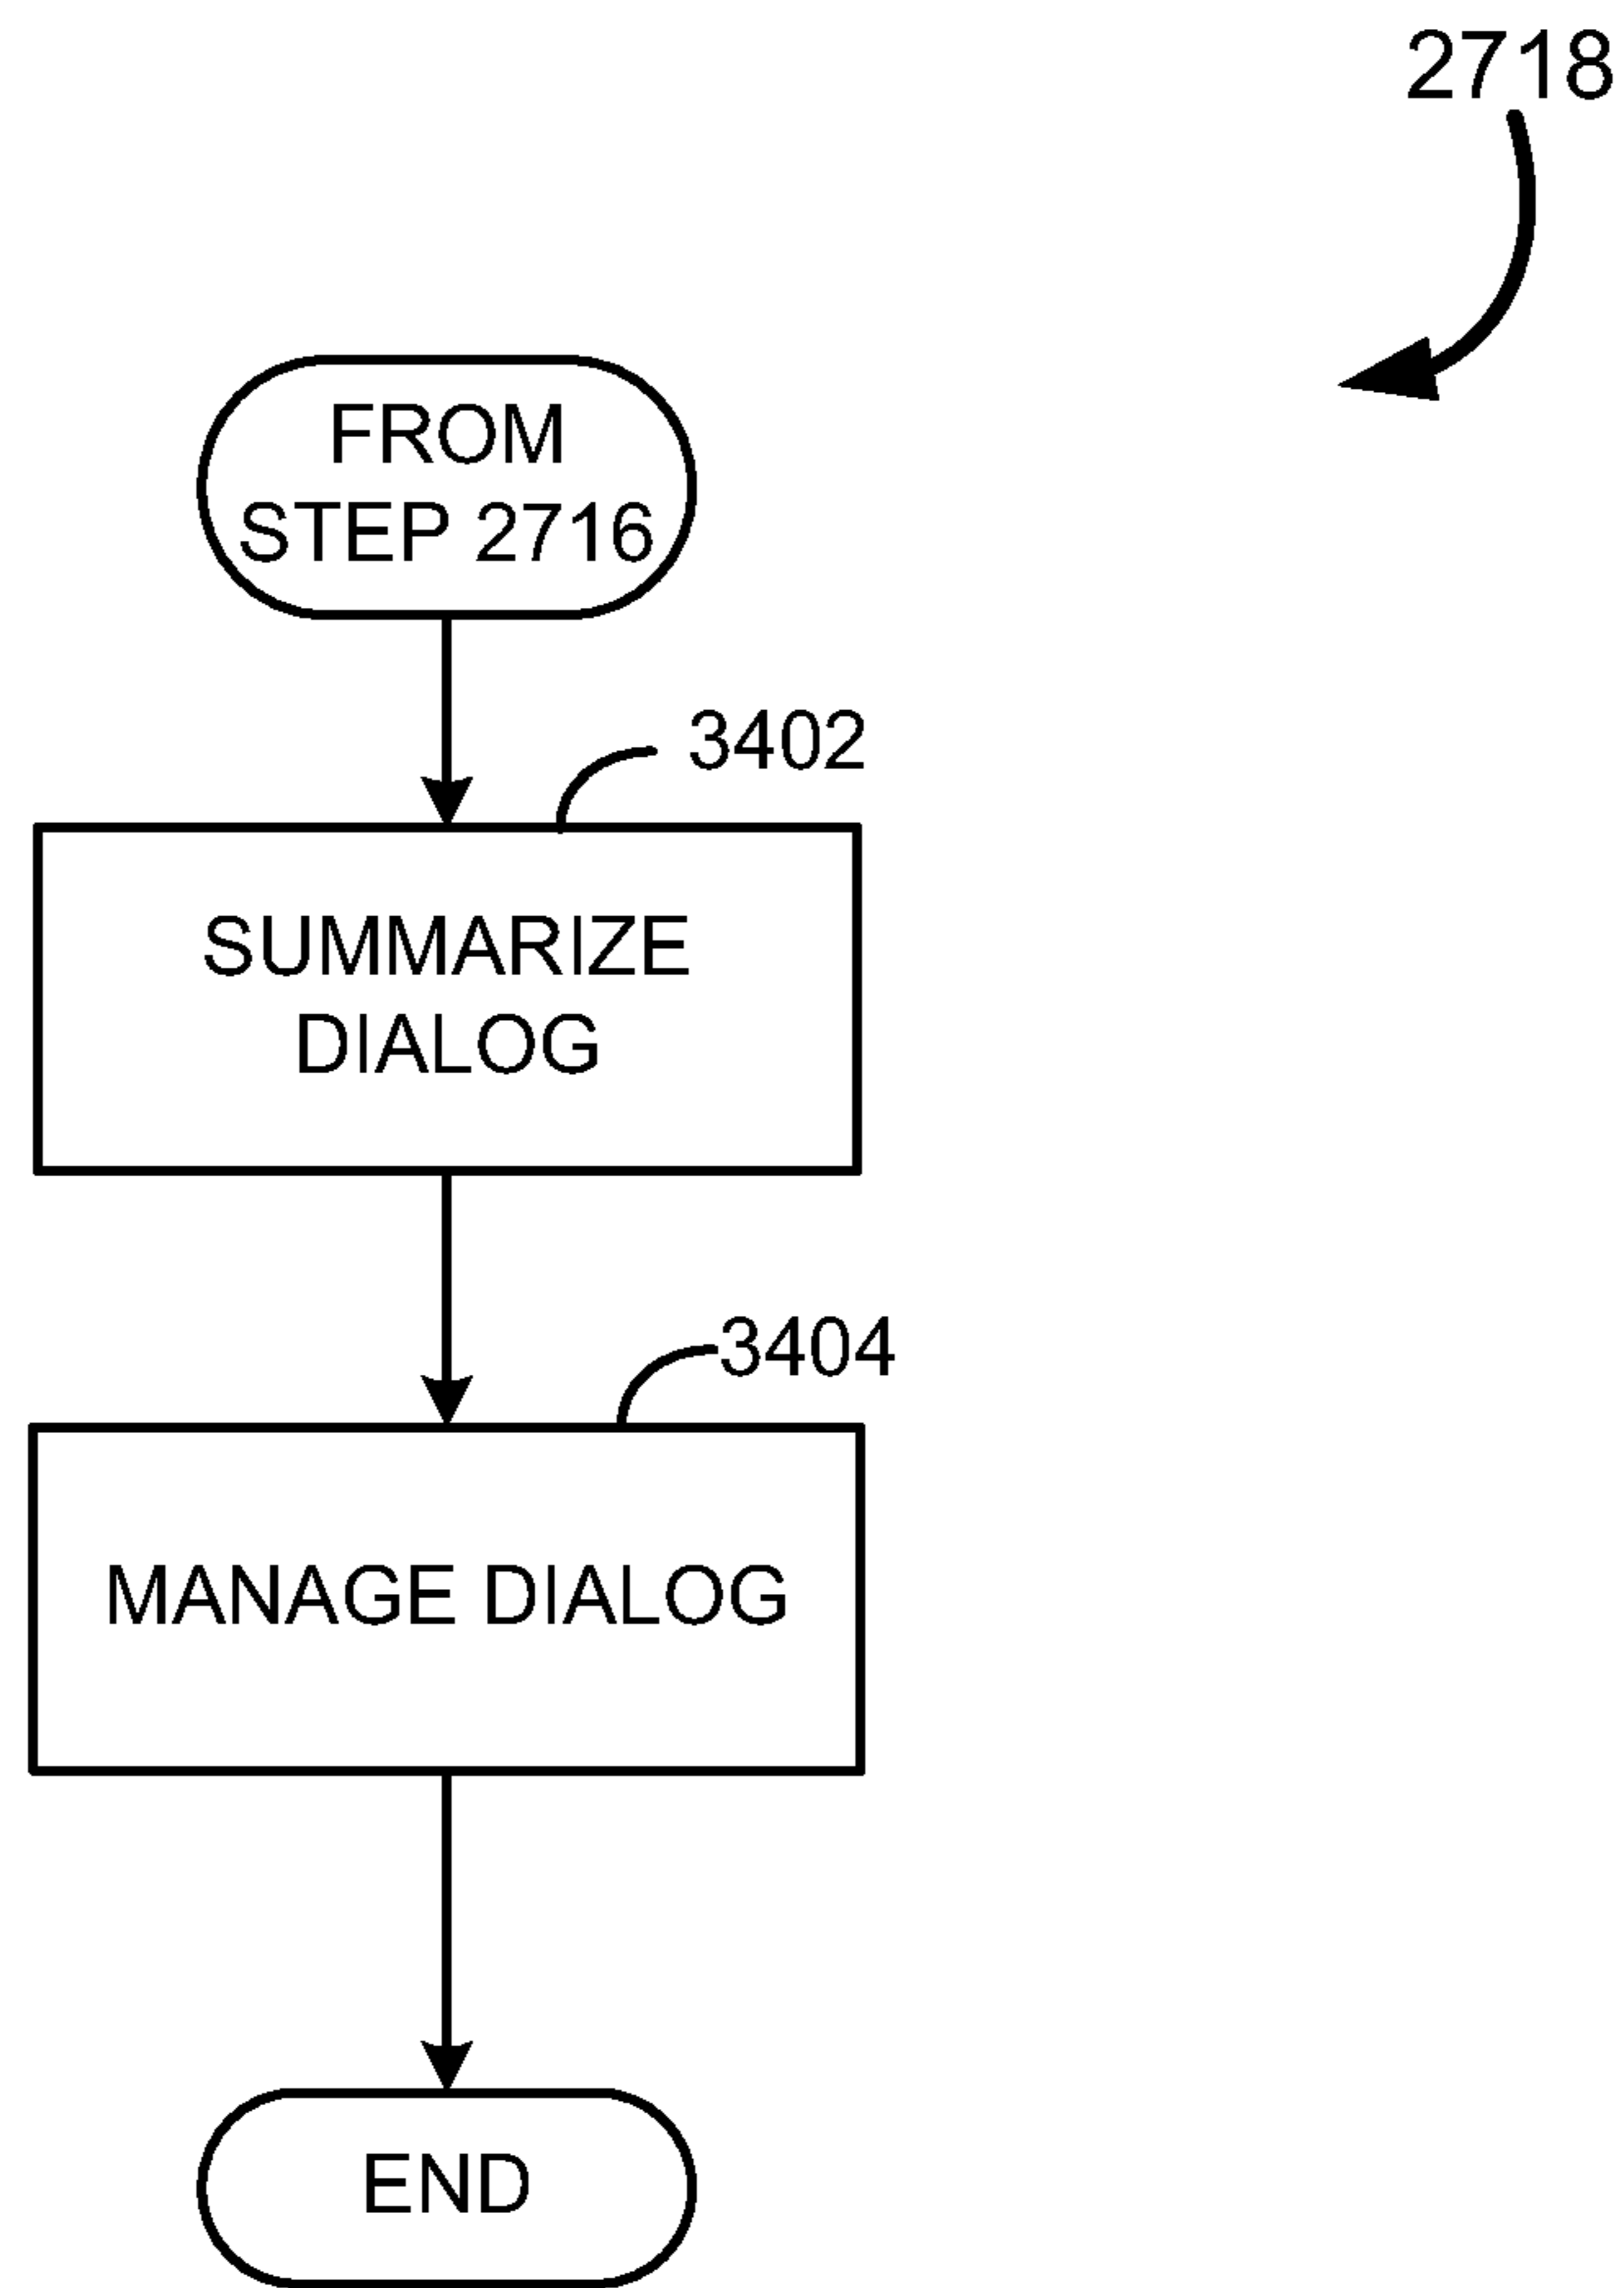 2718
FROM
STEP 2716
3402
SUMMARIZE
DIALOG
3404
MANAGE DIALOG
END